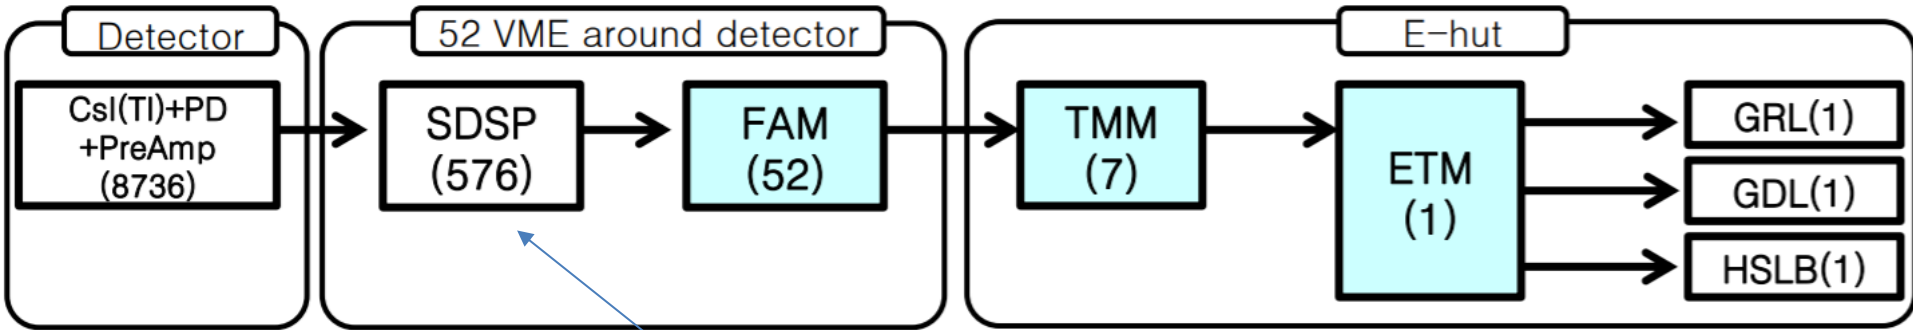 Detector
52 VME around detector
E-hut
CsI(Tl)+PD
+PreAmp
(8736)
SDSP
(576)
FAM
(52)
TMM
(7)
ETM
(1)
GRL(1)
GDL(1)
HSLB(1)